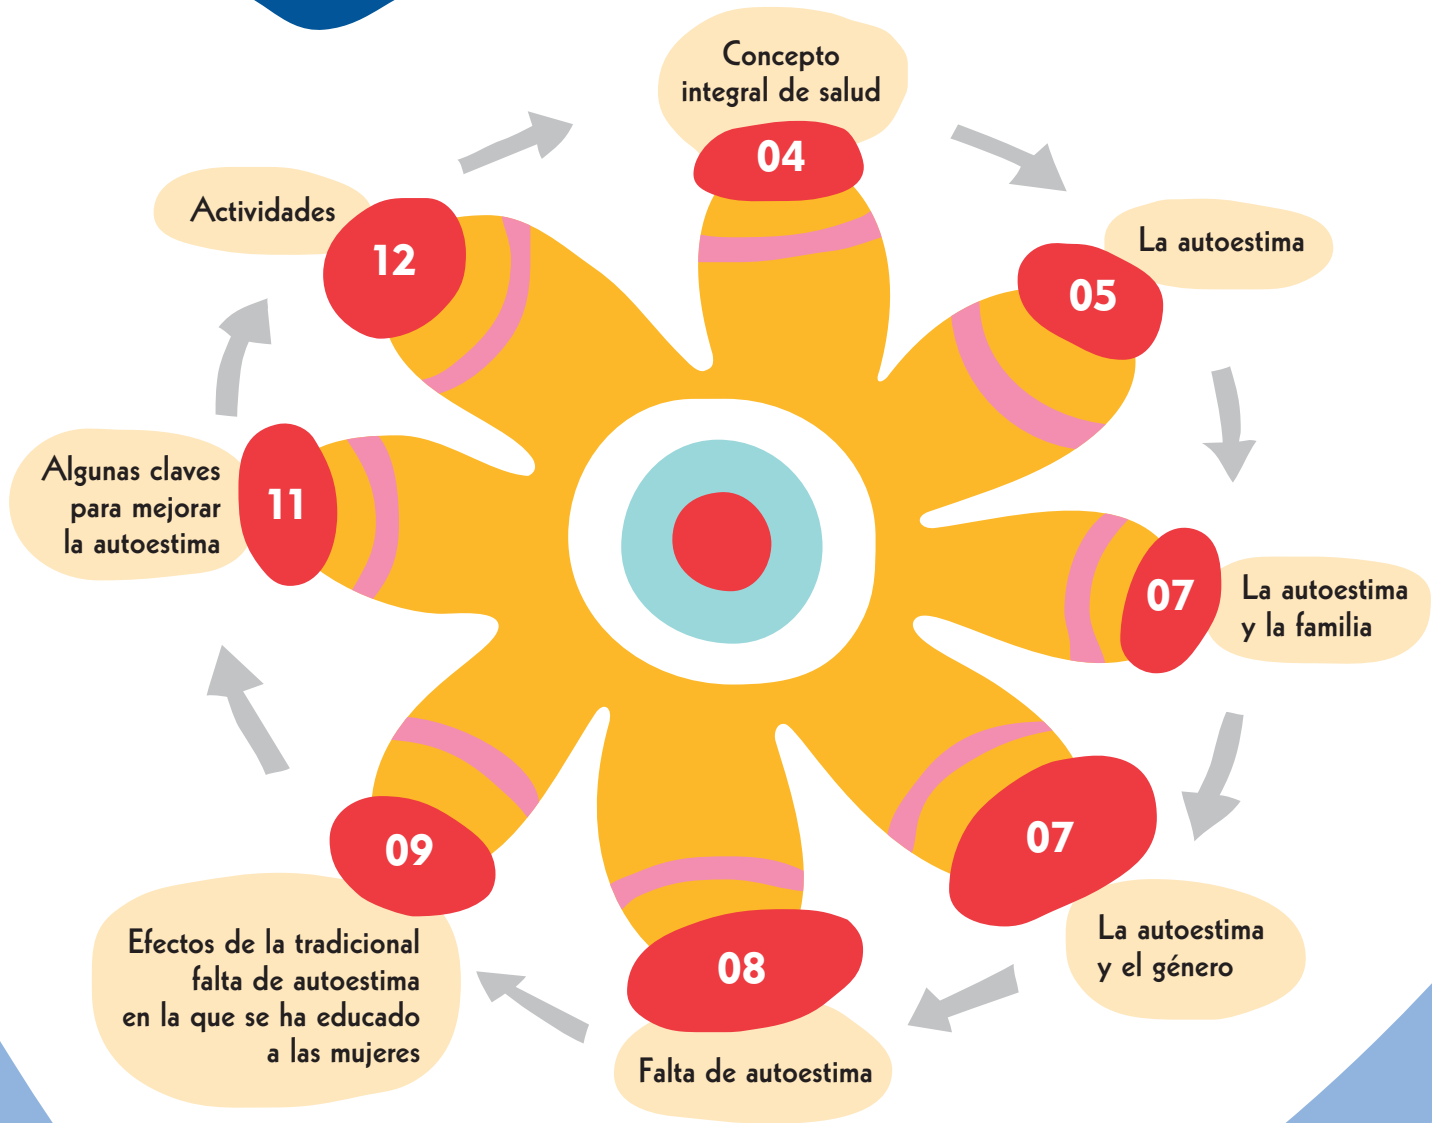 Concepto
integral de salud
04
La autoestima
05
07
La autoestima
y la familia
07
La autoestima
y el género
08
Falta de autoestima
09
Efectos de la tradicional
falta de autoestima
en la que se ha educado
a las mujeres
11
Algunas claves
para mejorar
la autoestima
Actividades
12